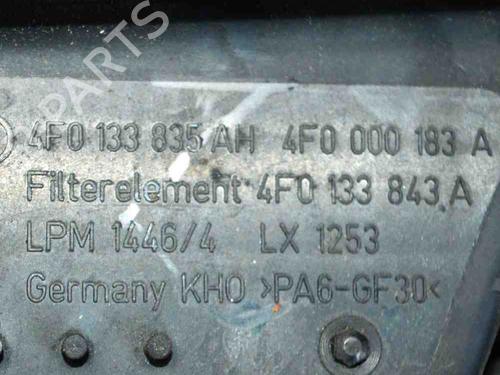 PARTS
4F0 133 835 AH 4F0 000 183 A
Filterelement 4F0 133 843 A
LPM 1446/4 LX 1253
Germany KHO >PA6-GF30<